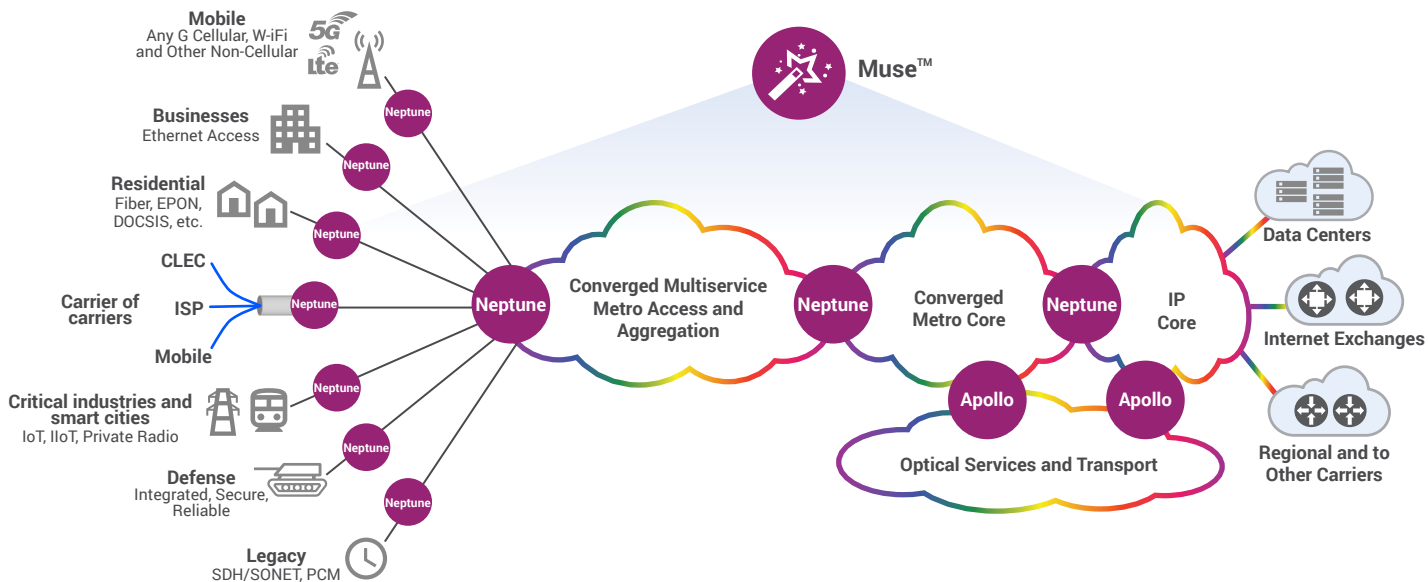 Mobile
Any G Cellular, W-iFi
and Other Non-Cellular
5G
lte
Neptune
Muse™
Businesses
Ethernet Access
Neptune
Residential
Fiber, EPON,
DOCSIS, etc.
Neptune
CLEC
Carrier of
carriers
ISP
Mobile
Neptune
Critical industries and
smart cities
IoT, IIoT, Private Radio
Neptune
Defense
Integrated, Secure,
Reliable
Neptune
Legacy
SDH/SONET, PCM
Neptune
Neptune
Converged Multiservice
Metro Access and
Aggregation
Neptune
Converged
Metro Core
Neptune
IP
Core
Apollo
Apollo
Optical Services and Transport
Data Centers
Internet Exchanges
Regional and to
Other Carriers